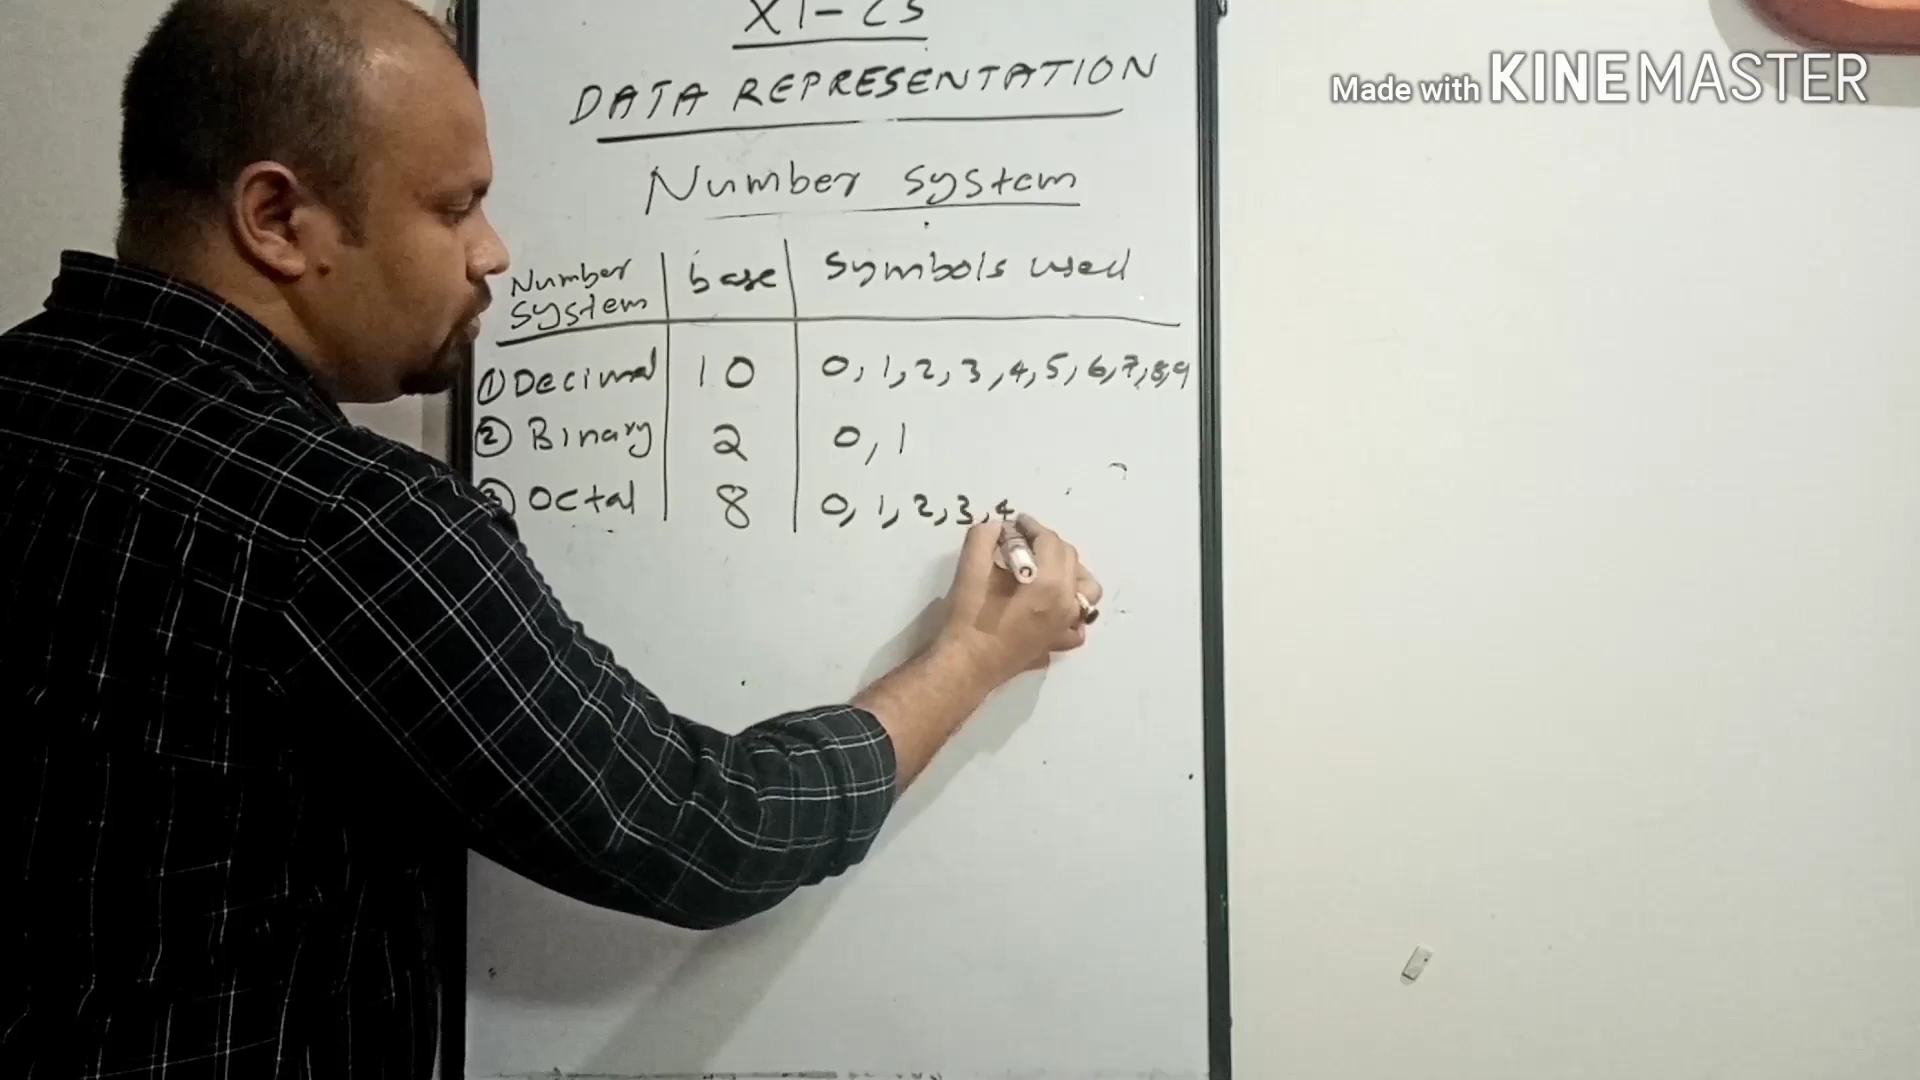 XI-CS
DATA REPRESENTATION
Number system
Number System | base | Symbols used
① Decimal | 10 | 0, 1, 2, 3, 4, 5, 6, 7, 8, 9
② Binary | 2 | 0, 1
③ Octal | 8 | 0, 1, 2, 3, 4
Made with KINEMASTER